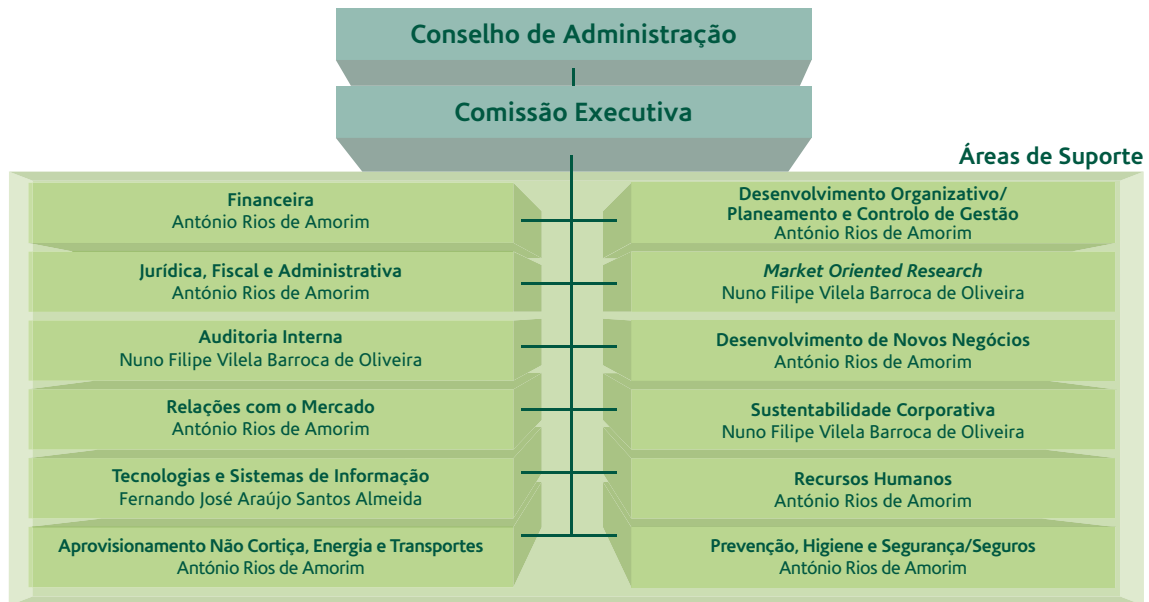 Conselho de Administração
Comissão Executiva
Áreas de Suporte
Financeira
António Rios de Amorim
Jurídica, Fiscal e Administrativa
António Rios de Amorim
Auditoria Interna
Nuno Filipe Vilela Barroca de Oliveira
Relações com o Mercado
António Rios de Amorim
Tecnologias e Sistemas de Informação
Fernando José Araújo Santos Almeida
Aprovisionamento Não Cortiça, Energia e Transportes
António Rios de Amorim
Desenvolvimento Organizativo/
Planeamento e Controlo de Gestão
António Rios de Amorim
Market Oriented Research
Nuno Filipe Vilela Barroca de Oliveira
Desenvolvimento de Novos Negócios
António Rios de Amorim
Sustentabilidade Corporativa
Nuno Filipe Vilela Barroca de Oliveira
Recursos Humanos
António Rios de Amorim
Prevenção, Higiene e Segurança/Seguros
António Rios de Amorim